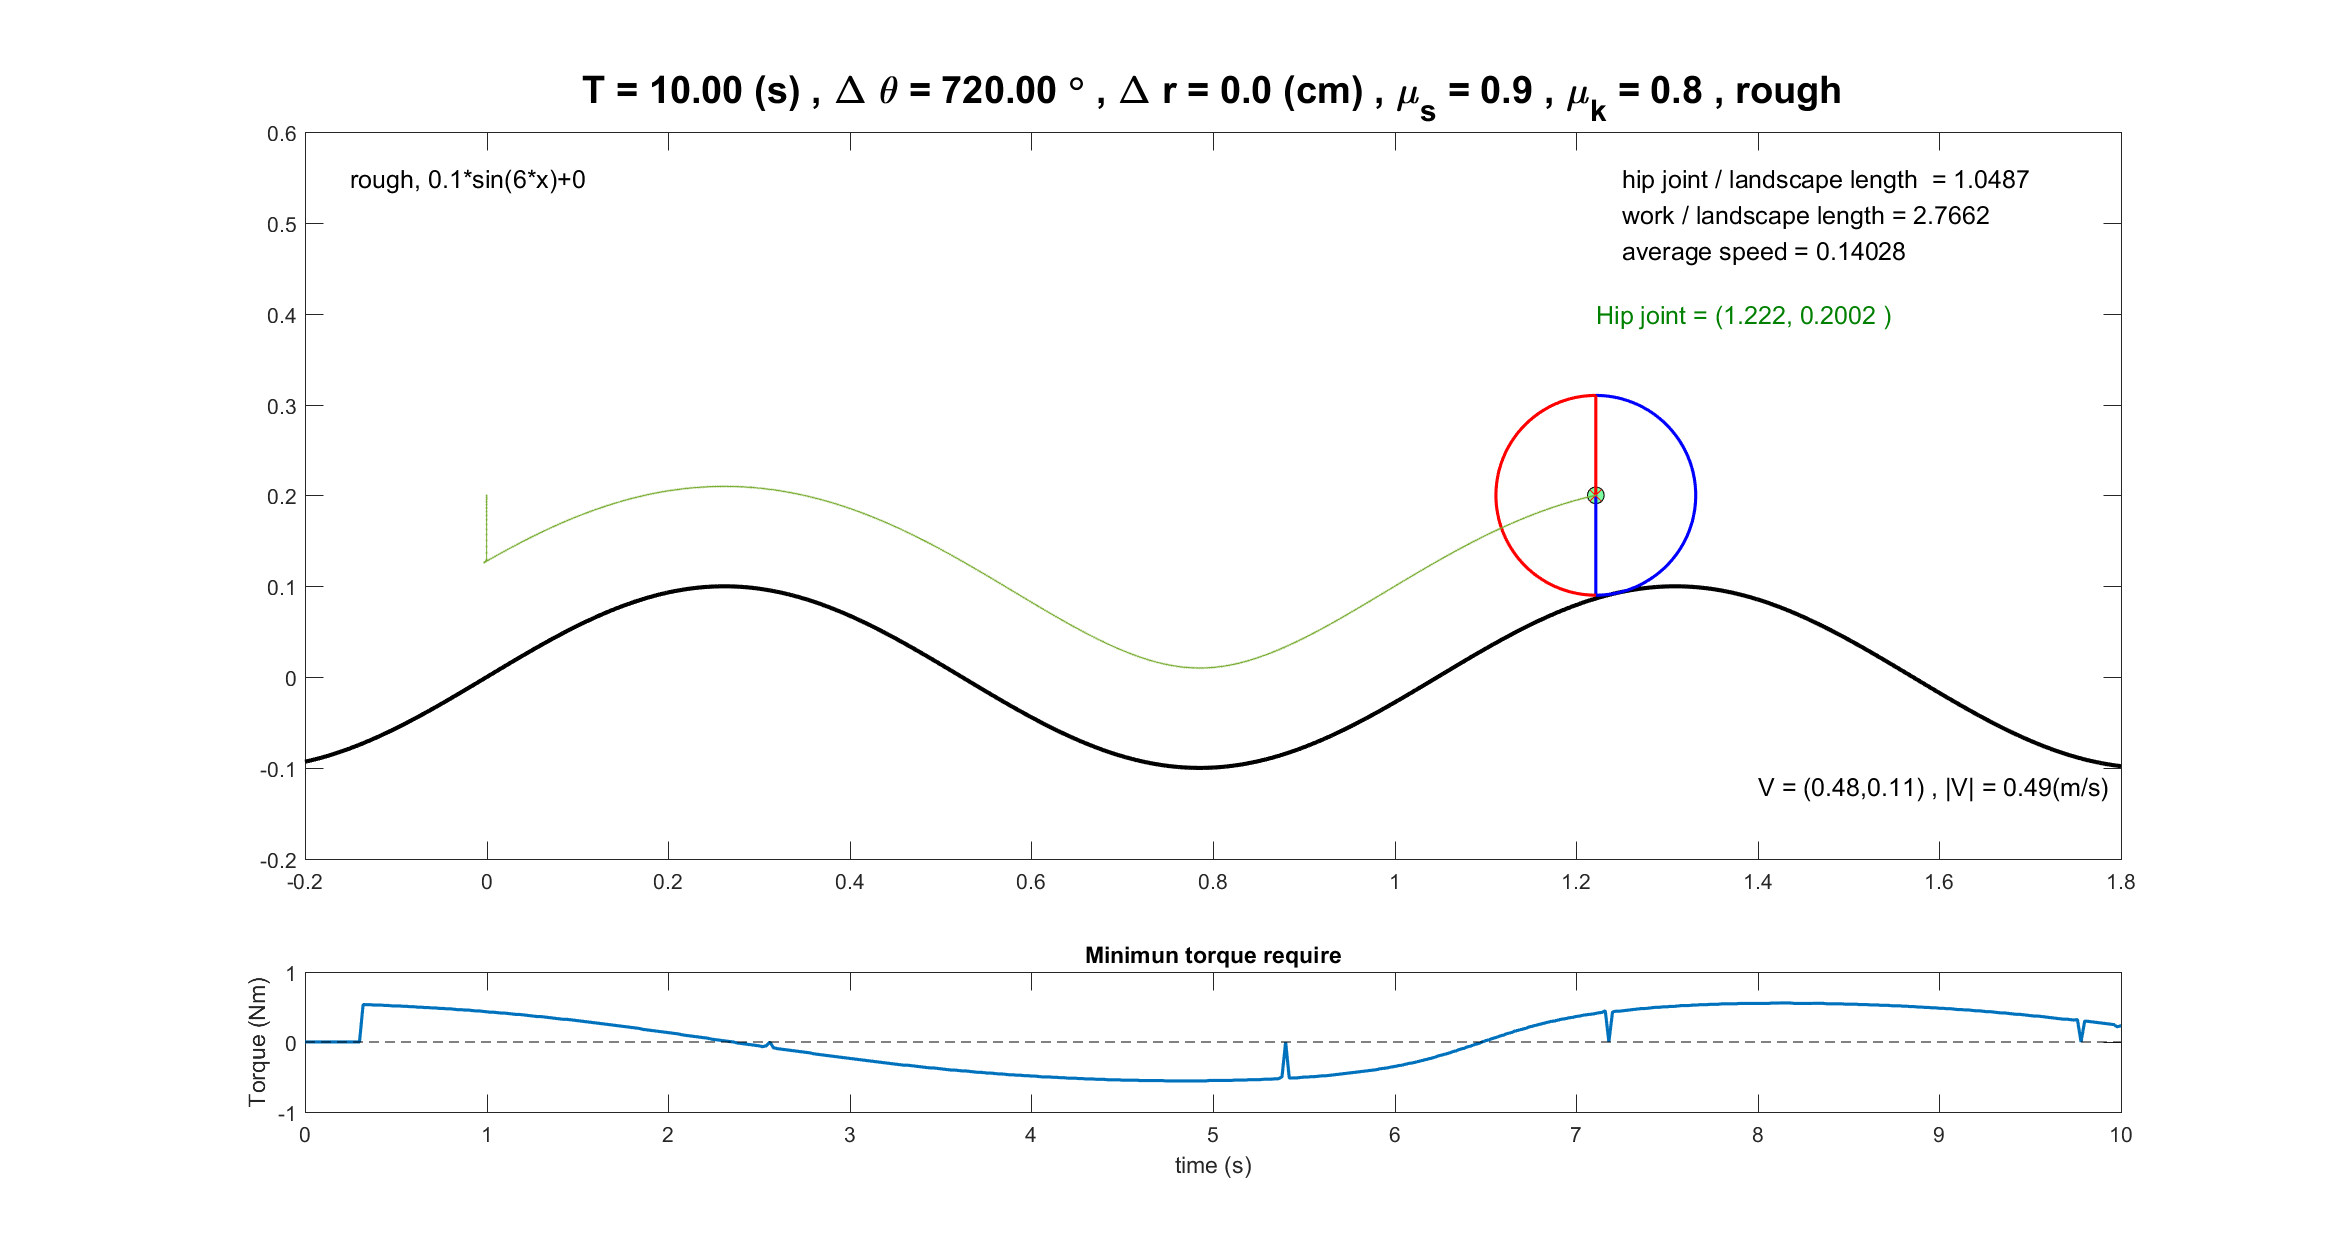 T = 10.00 (s) , Δ θ = 720.00 ° , Δ r = 0.0 (cm) , μs = 0.9 , μk = 0.8 , rough
0.6
0.5
0.4
0.3
0.2
0.1
0
-0.1
-0.2
rough, 0.1*sin(6*x)+0
hip joint / landscape length = 1.0487
work / landscape length = 2.7662
average speed = 0.14028
Hip joint = (1.222, 0.2002 )
V = (0.48,0.11) , |V| = 0.49(m/s)
-0.2 0 0.2 0.4 0.6 0.8 1 1.2 1.4 1.6 1.8
Minimun torque require
Torque (Nm)
1
0
-1
0 1 2 3 4 5 6 7 8 9 10
time (s)